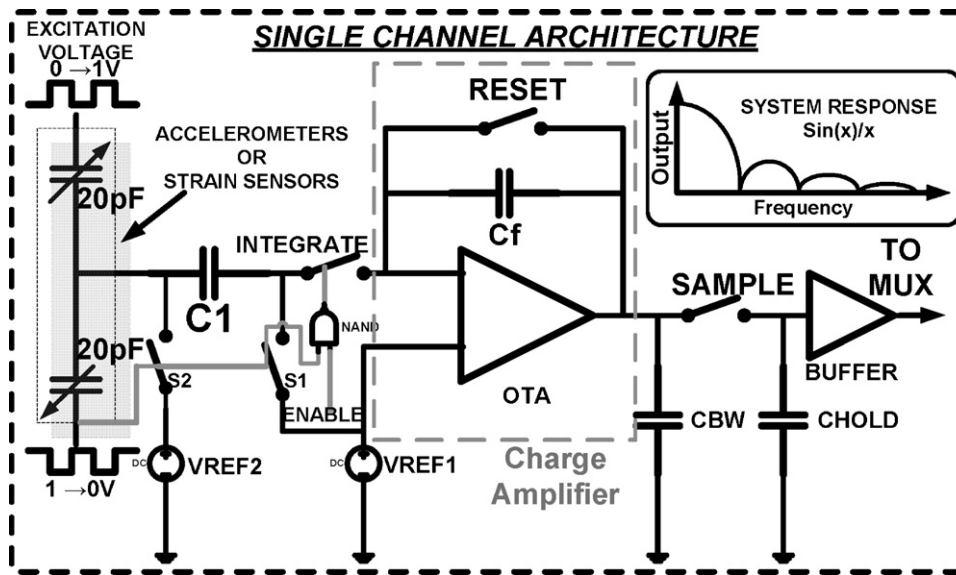 SINGLE CHANNEL ARCHITECTURE
EXCITATION
VOLTAGE
0 →1V
ACCELEROMETERS
OR
STRAIN SENSORS
RESET
SYSTEM RESPONSE
Sin(x)/x
Output
Frequency
20pF
Cf
INTEGRATE
C1
NAND
TO
MUX
SAMPLE
20pF
S2
S1
ENABLE
OTA
BUFFER
CBW
CHOLD
DC
VREF2
DC
VREF1
Charge
Amplifier
1 →0V